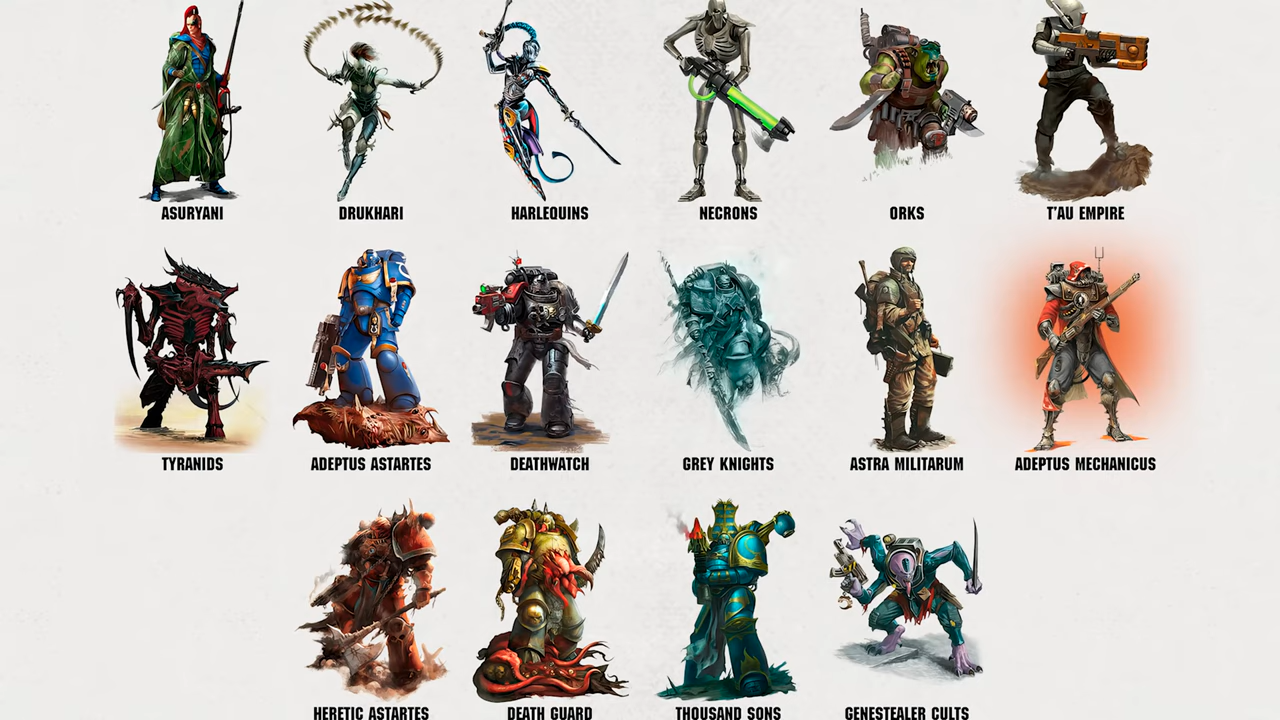 ASURYANI
DRUKHARI
HARLEQUINS
NECRONS
ORKS
T'AU EMPIRE
TYRANIDS
ADEPTUS ASTARTES
DEATHWATCH
GREY KNIGHTS
ASTRA MILITARUM
ADEPTUS MECHANICUS
HERETIC ASTARTES
DEATH GUARD
THOUSAND SONS
GENESTEALER CULTS